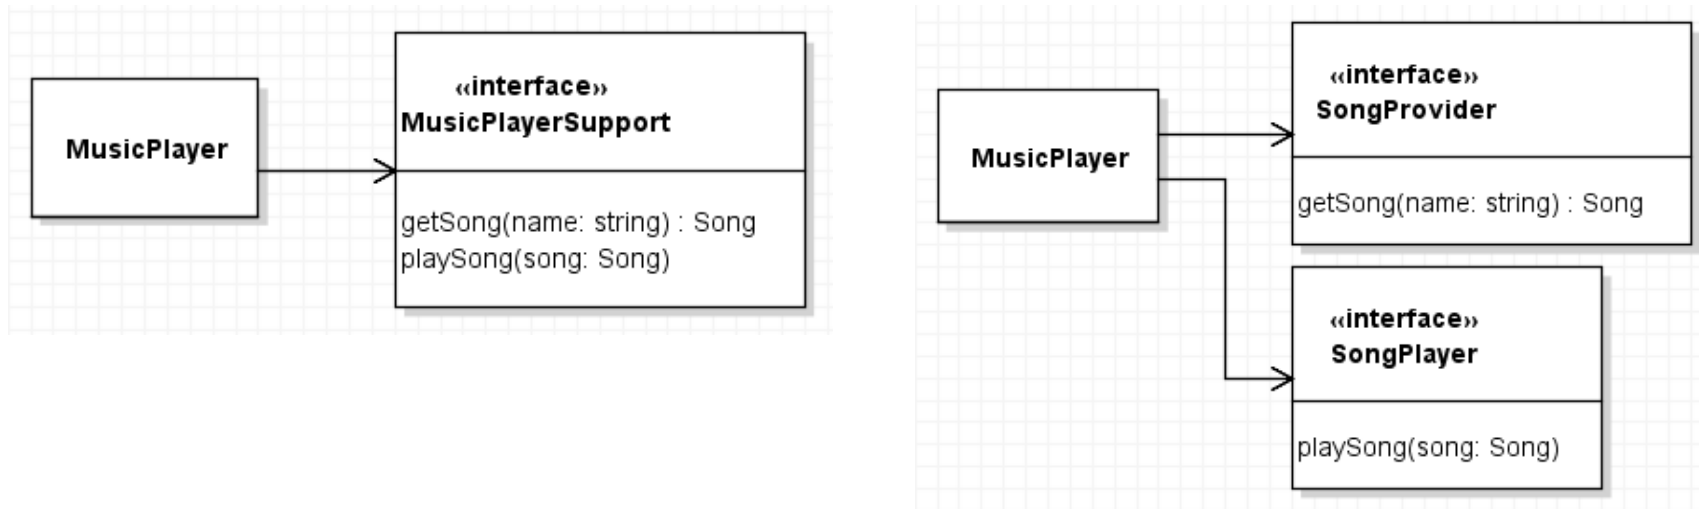 MusicPlayer
«interface»
MusicPlayerSupport
getSong(name: string) : Song
playSong(song: Song)
MusicPlayer
«interface»
SongProvider
getSong(name: string) : Song
«interface»
SongPlayer
playSong(song: Song)